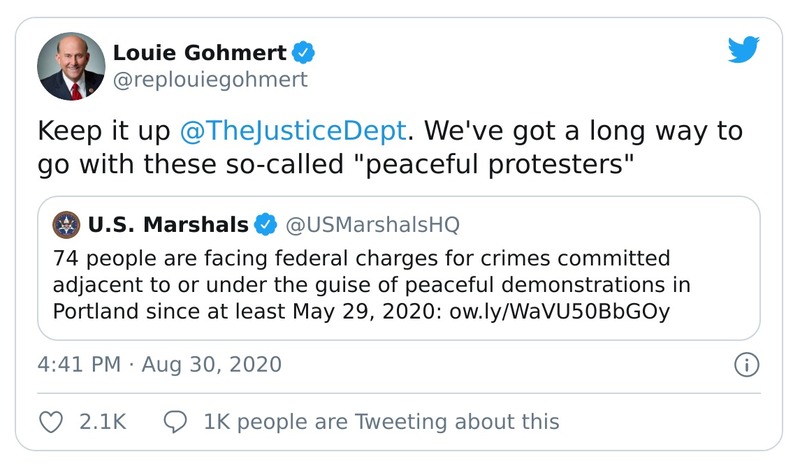 Louie Gohmert
@replouiegohmert
Keep it up @TheJusticeDept. We've got a long way to
go with these so-called "peaceful protesters"
U.S. Marshals @USMarshalsHQ
74 people are facing federal charges for crimes committed
adjacent to or under the guise of peaceful demonstrations in
Portland since at least May 29, 2020: ow.ly/WaVU50BbGOy
4:41 PM · Aug 30, 2020
2.1K 1K people are Tweeting about this